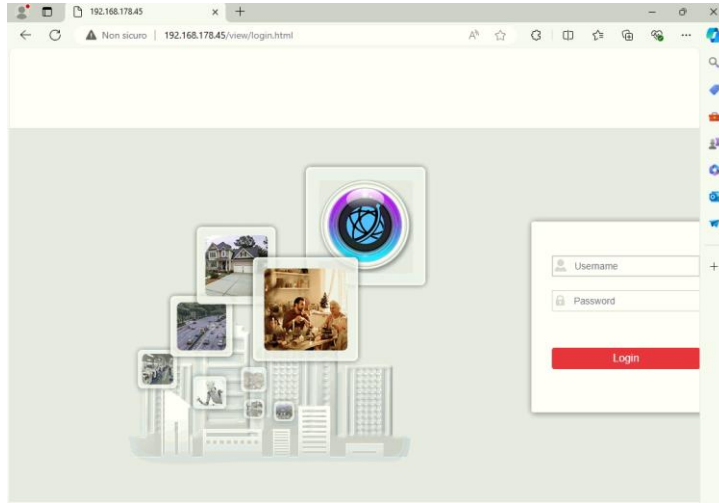 192.168.178.45
Non sicuro | 192.168.178.45/view/login.html
Username
Password
Login